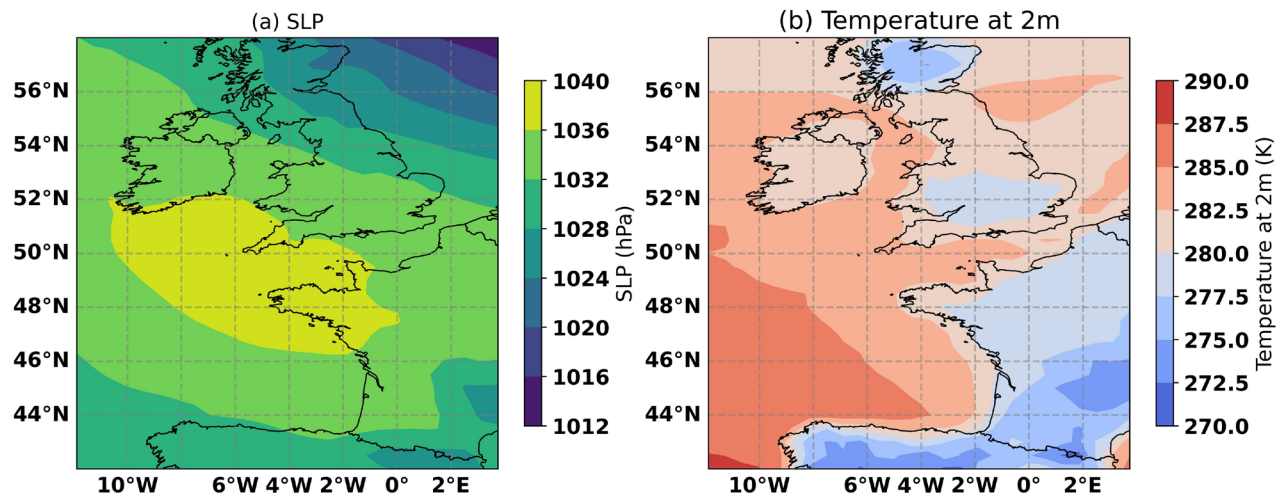 (a) SLP
56°N
54°N
52°N
50°N
48°N
46°N
44°N
10°W 6°W 4°W 2°W 0° 2°E
1040
1036
1032
1028
1024
1020
1016
1012
SLP (hPa)
(b) Temperature at 2m
56°N
54°N
52°N
50°N
48°N
46°N
44°N
10°W 6°W 4°W 2°W 0° 2°E
290.0
287.5
285.0
282.5
280.0
277.5
275.0
272.5
270.0
Temperature at 2m (K)